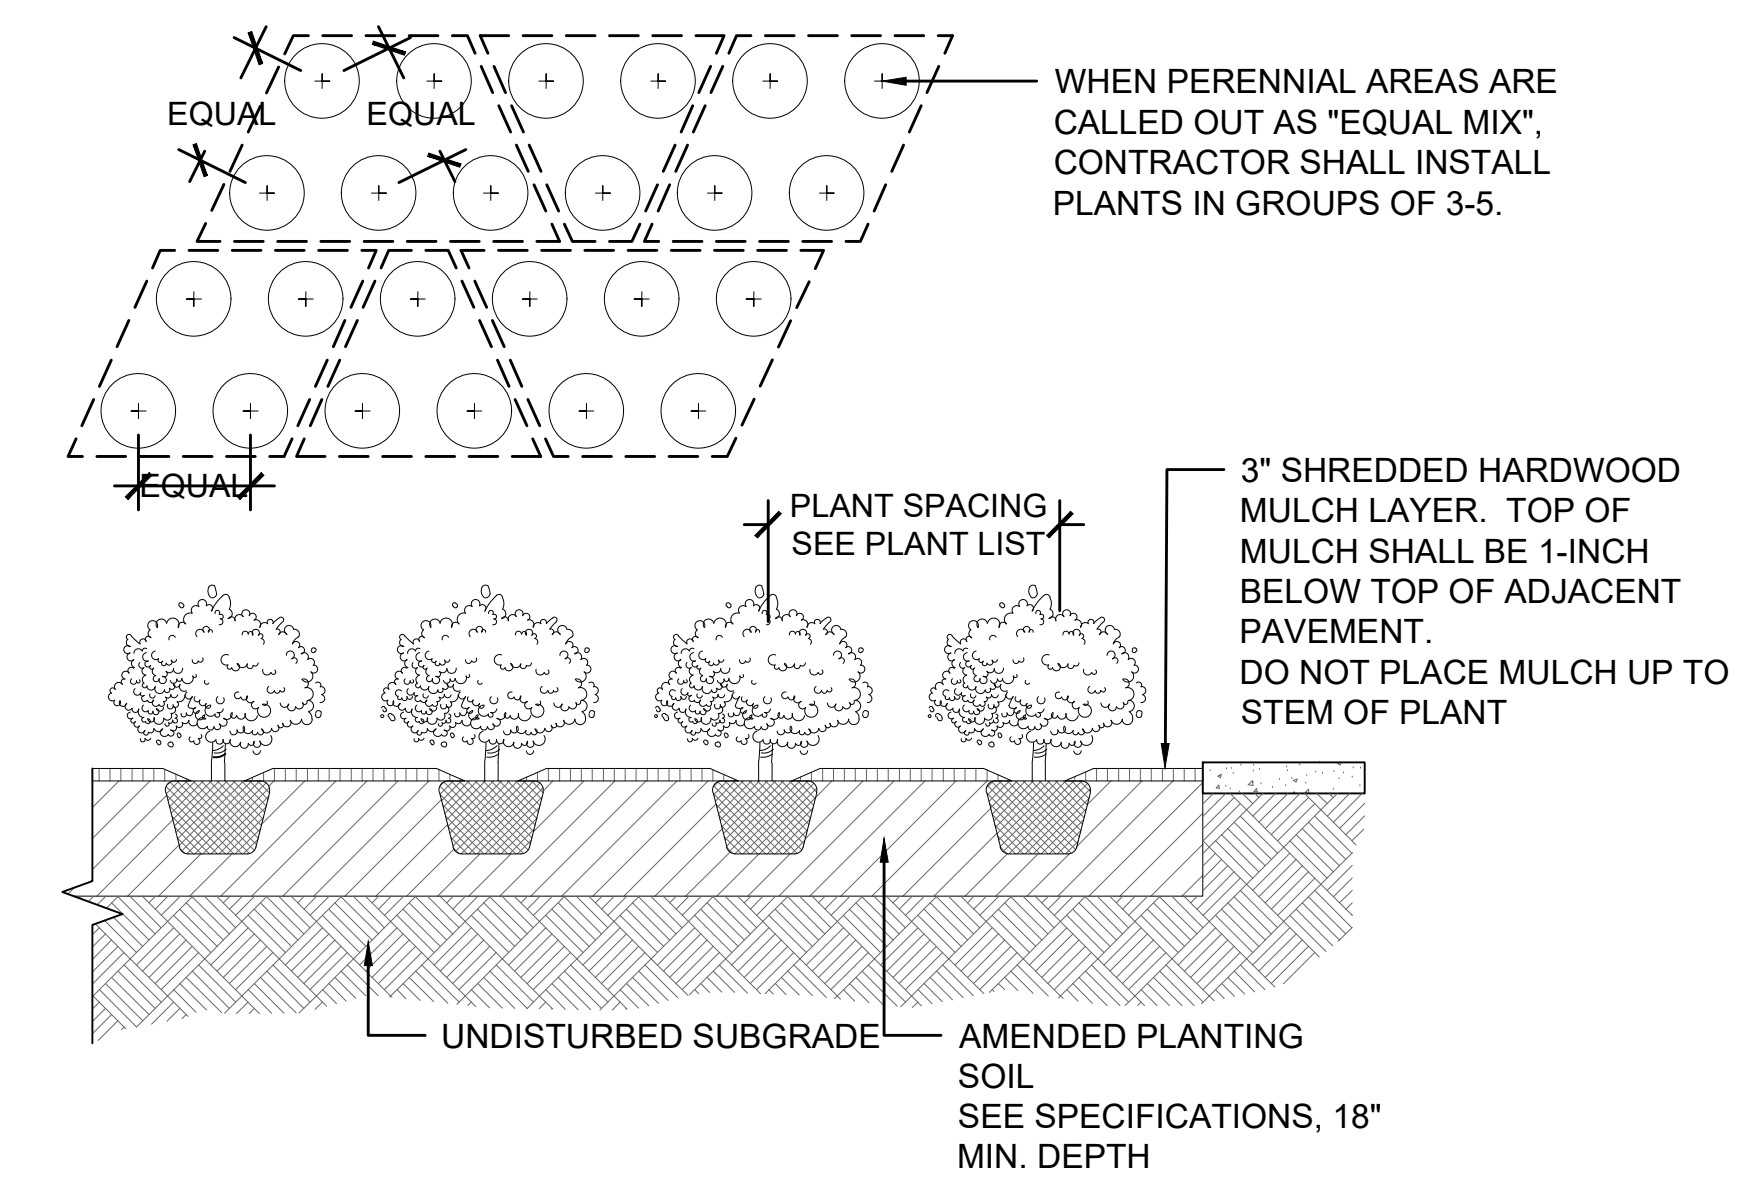 EQUAL EQUAL
WHEN PERENNIAL AREAS ARE
CALLED OUT AS "EQUAL MIX",
CONTRACTOR SHALL INSTALL
PLANTS IN GROUPS OF 3-5.
EQUAL
PLANT SPACING
SEE PLANT LIST
3" SHREDDED HARDWOOD
MULCH LAYER. TOP OF
MULCH SHALL BE 1-INCH
BELOW TOP OF ADJACENT
PAVEMENT.
DO NOT PLACE MULCH UP TO
STEM OF PLANT
UNDISTURBED SUBGRADE
AMENDED PLANTING
SOIL
SEE SPECIFICATIONS, 18"
MIN. DEPTH